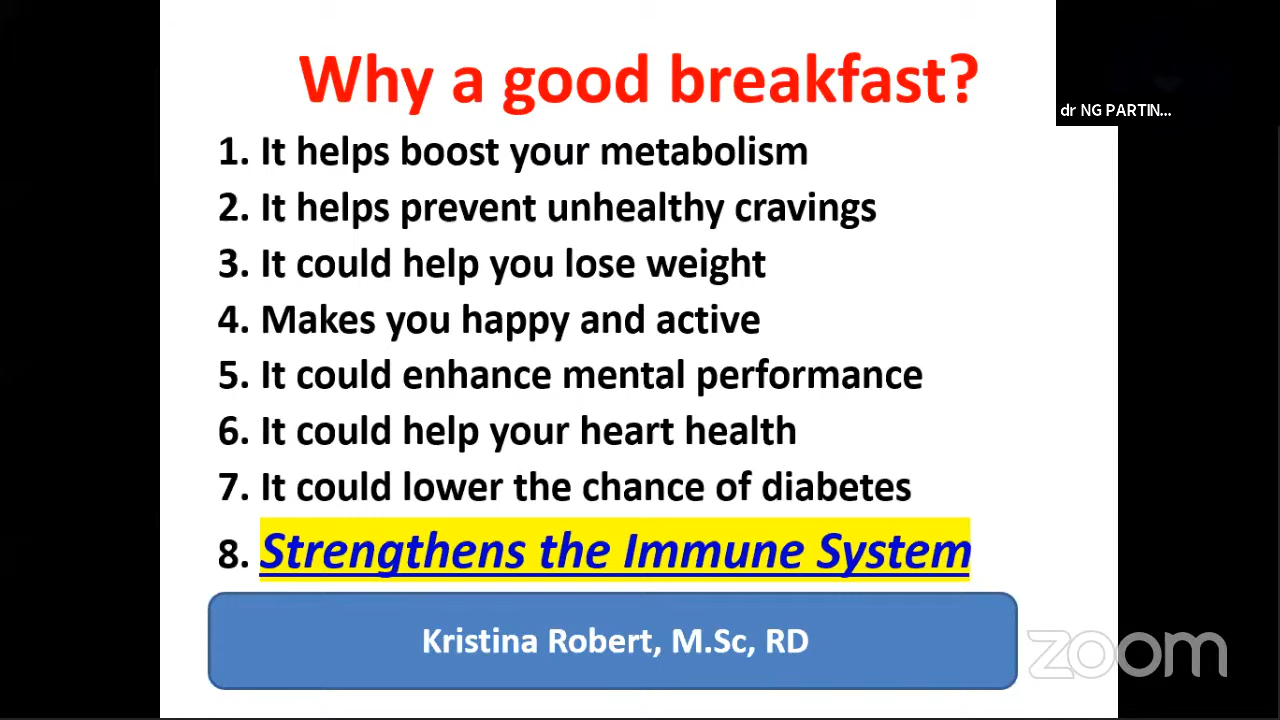 Why a good breakfast?
dr NG PARTIN...
1. It helps boost your metabolism
2. It helps prevent unhealthy cravings
3. It could help you lose weight
4. Makes you happy and active
5. It could enhance mental performance
6. It could help your heart health
7. It could lower the chance of diabetes
8. Strengthens the Immune System
Kristina Robert, M.Sc, RD
zoom